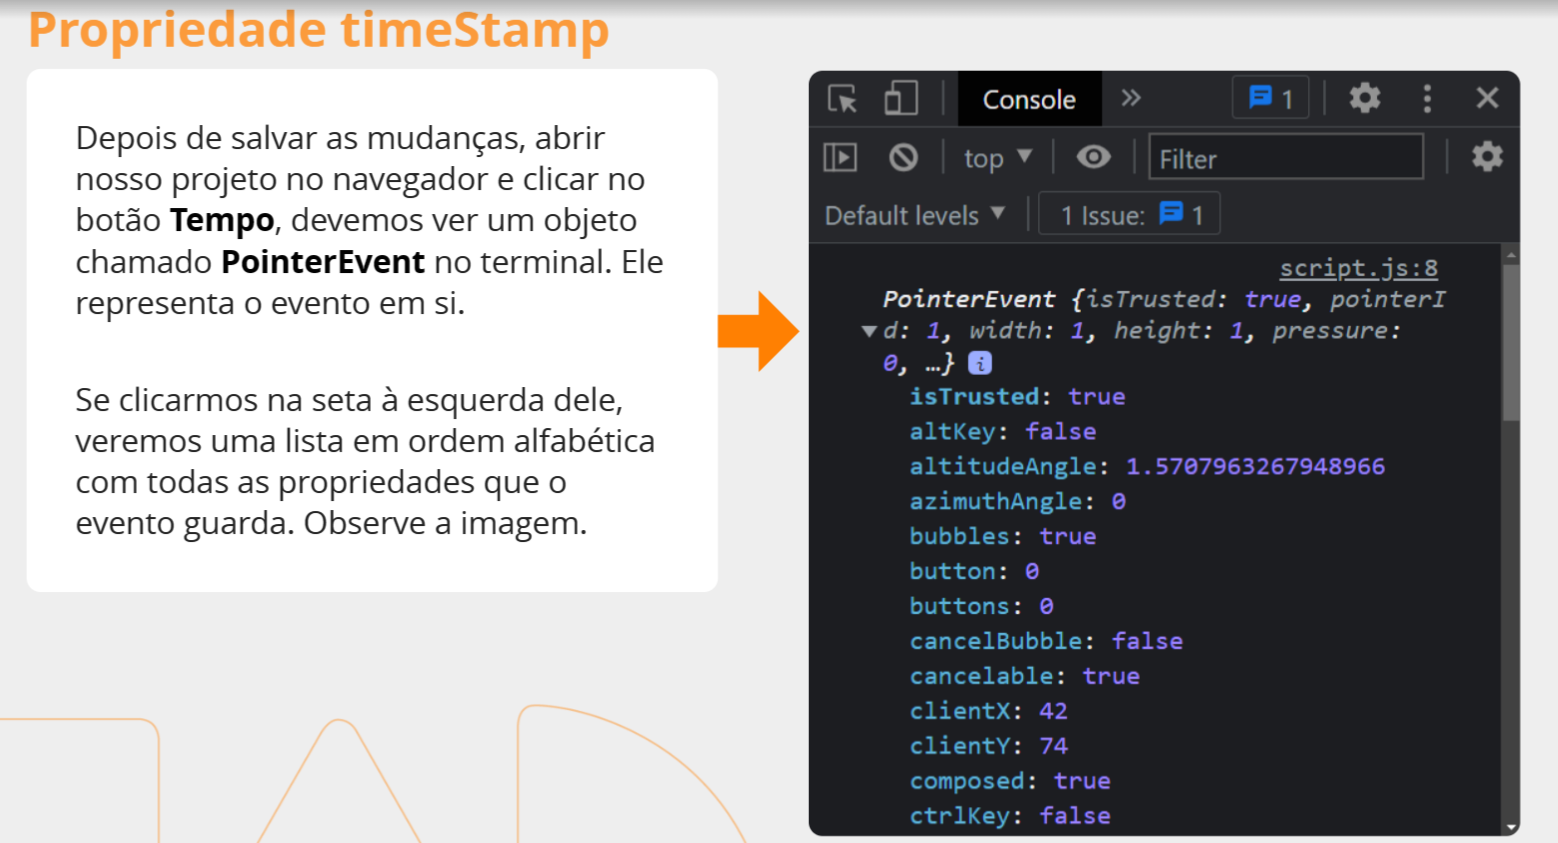 Propriedade timeStamp
Depois de salvar as mudanças, abrir
nosso projeto no navegador e clicar no
botão Tempo, devemos ver um objeto
chamado PointerEvent no terminal. Ele
representa o evento em si.
Se clicarmos na seta à esquerda dele,
veremos uma lista em ordem alfabética
com todas as propriedades que o
evento guarda. Observe a imagem.
Console » 1
top Filter
Default levels 1 Issue: 1
script.js:8
PointerEvent {isTrusted: true, pointerI
d: 1, width: 1, height: 1, pressure:
0, …} i
isTrusted: true
altKey: false
altitudeAngle: 1.5707963267948966
azimuthAngle: 0
bubbles: true
button: 0
buttons: 0
cancelBubble: false
cancelable: true
clientX: 42
clientY: 74
composed: true
ctrlKey: false